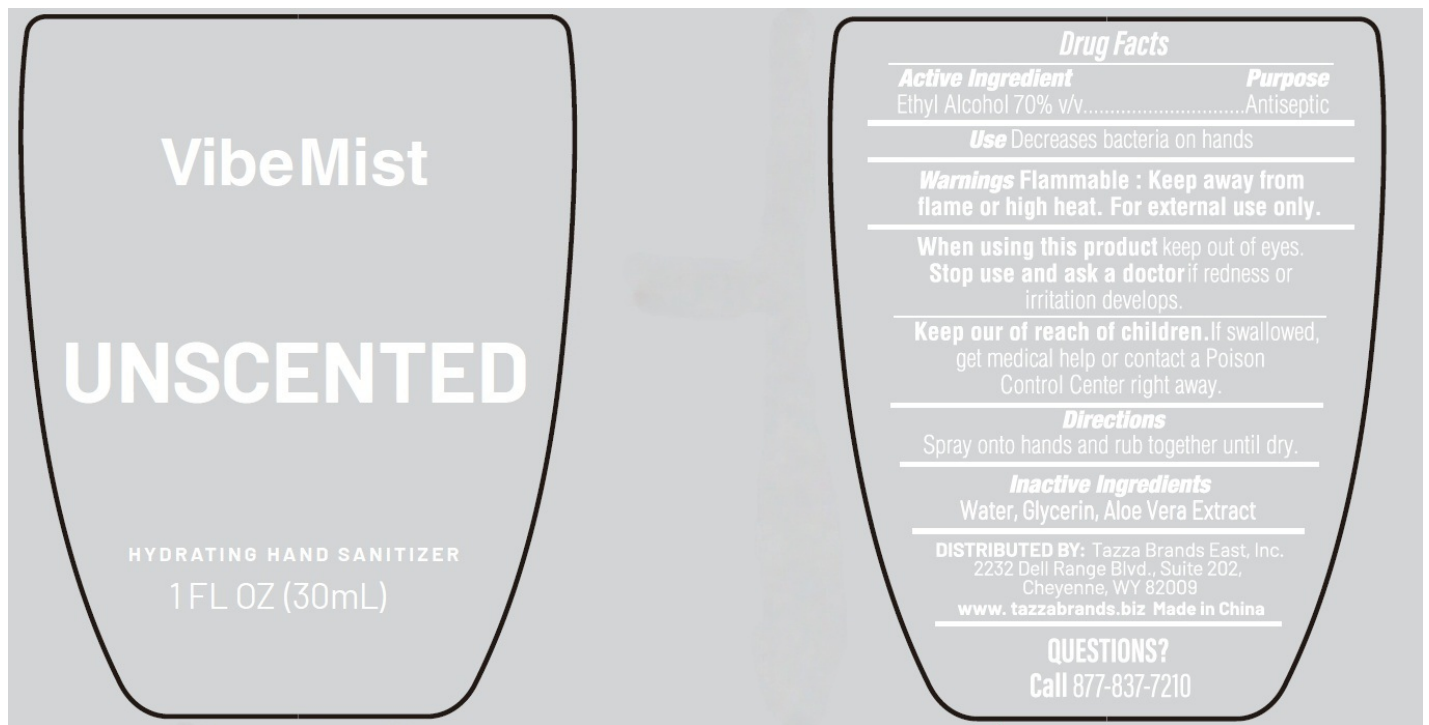 VibeMist
UNSCENTED
HYDRATING HAND SANITIZER
1 FL OZ (30mL)
Drug Facts
Active Ingredient Purpose
Ethyl Alcohol 70% v/v..............................Antiseptic
Use Decreases bacteria on hands
Warnings Flammable : Keep away from
flame or high heat. For external use only.
When using this product keep out of eyes.
Stop use and ask a doctor if redness or
irritation develops.
Keep our of reach of children. If swallowed,
get medical help or contact a Poison
Control Center right away.
Directions
Spray onto hands and rub together until dry.
Inactive Ingredients
Water, Glycerin, Aloe Vera Extract
DISTRIBUTED BY: Tazza Brands East, Inc.
2232 Dell Range Blvd., Suite 202,
Cheyenne, WY 82009
www. tazzabrands.biz Made in China
QUESTIONS?
Call 877-837-7210